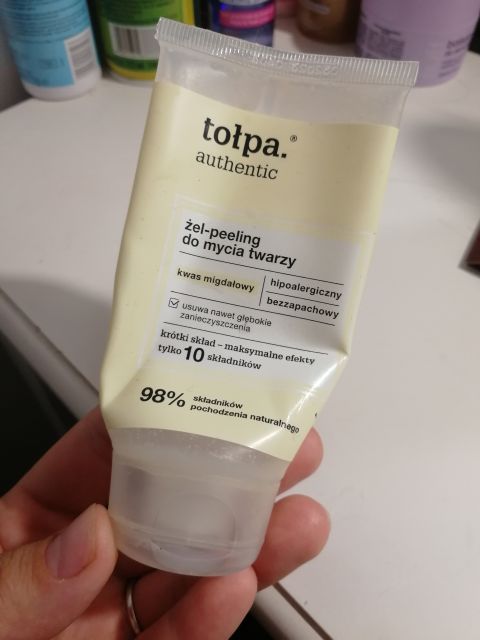 tołpa.®
authentic
żel-peeling
do mycia twarzy
kwas migdałowy
hipoalergiczny
bezzapachowy
usuwa nawet głębokie
zanieczyszczenia
krótki skład – maksymalne efekty
tylko 10 składników
98% składników
pochodzenia naturalnego